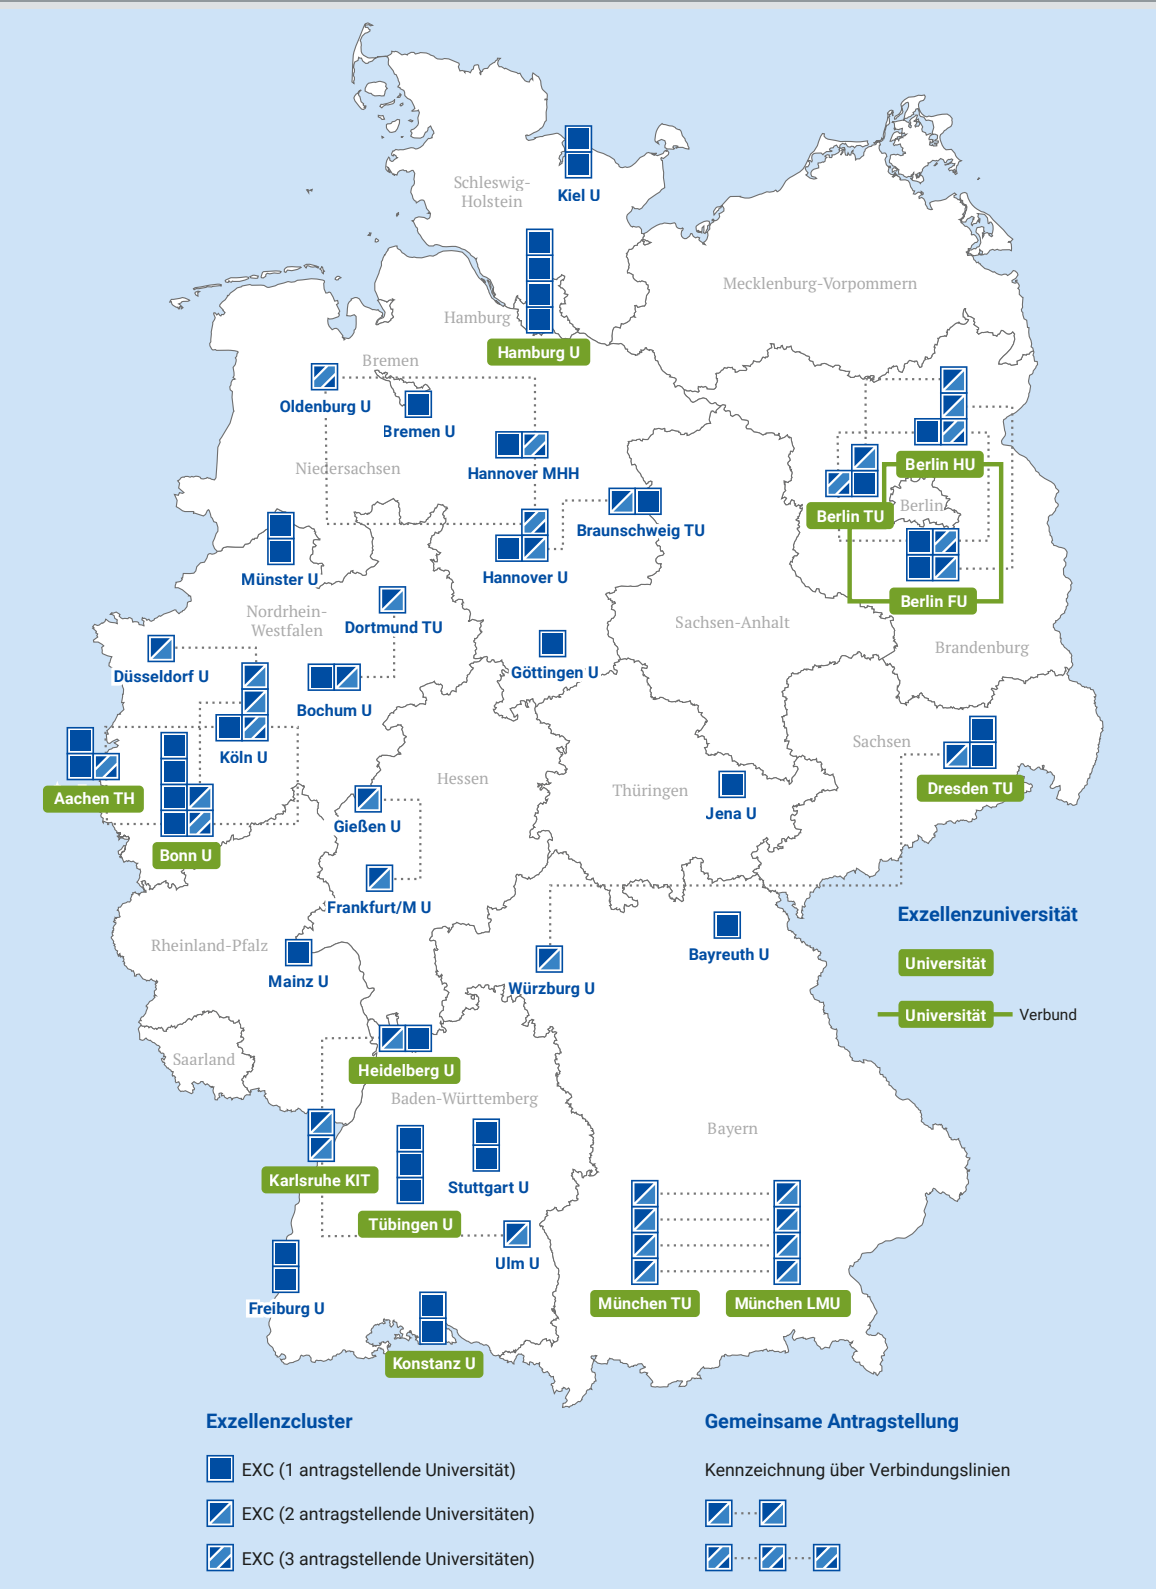 Schleswig-
Holstein
Kiel U
Mecklenburg-Vorpommern
Hamburg
Hamburg U
Bremen
Oldenburg U
Bremen U
Niedersachsen
Hannover MHH
Berlin HU
Berlin
Berlin TU
Braunschweig TU
Münster U
Hannover U
Berlin FU
Nordrhein-
Westfalen
Dortmund TU
Sachsen-Anhalt
Brandenburg
Düsseldorf U
Göttingen U
Bochum U
Köln U
Sachsen
Hessen
Thüringen
Dresden TU
Aachen TH
Jena U
Gießen U
Bonn U
Frankfurt/M U
Exzellenzuniversität
Rheinland-Pfalz
Bayreuth U
Universität
Mainz U
Würzburg U
Universität
Verbund
Saarland
Heidelberg U
Baden-Württemberg
Bayern
Karlsruhe KIT
Stuttgart U
Tübingen U
Ulm U
Freiburg U
München TU
München LMU
Konstanz U
Exzellenzcluster
EXC (1 antragstellende Universität)
EXC (2 antragstellende Universitäten)
EXC (3 antragstellende Universitäten)
Gemeinsame Antragstellung
Kennzeichnung über Verbindungslinien